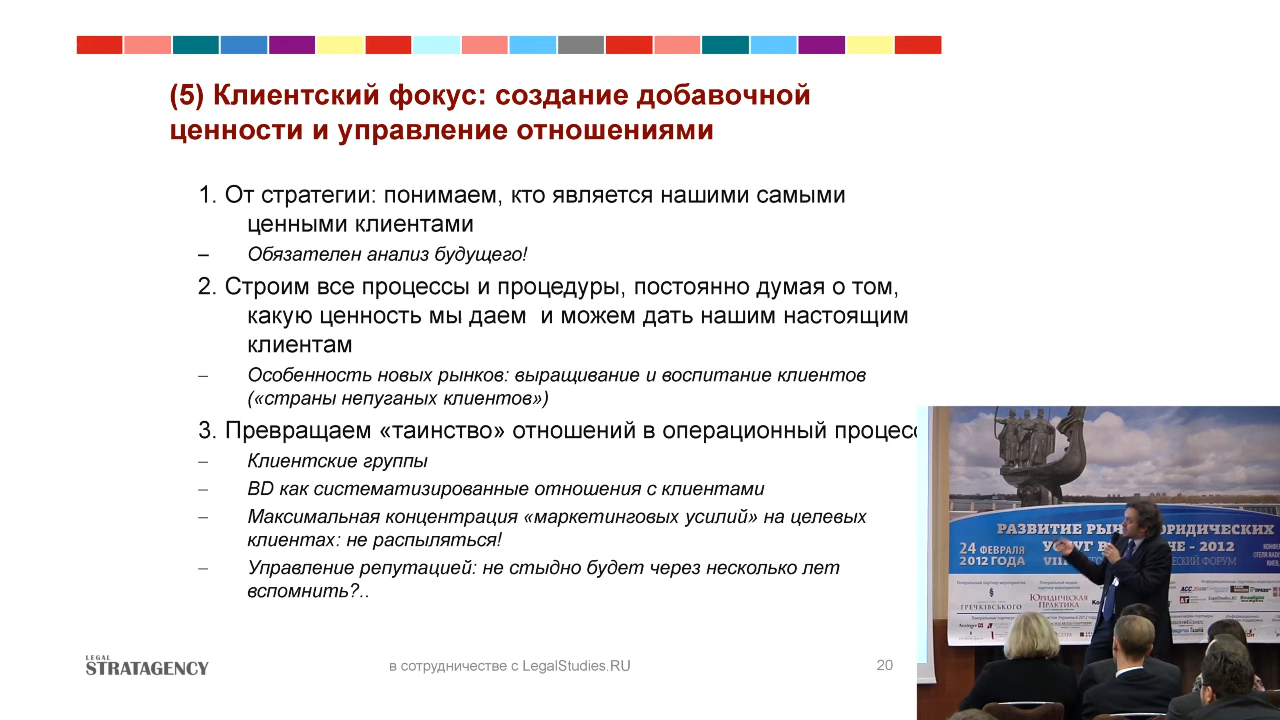 (5) Клиентский фокус: создание добавочной
ценности и управление отношениями
1. От стратегии: понимаем, кто является нашими самыми
ценными клиентами
– Обязателен анализ будущего!
2. Строим все процессы и процедуры, постоянно думая о том,
какую ценность мы даем и можем дать нашим настоящим
клиентам
– Особенность новых рынков: выращивание и воспитание клиентов
(«страны непуганых клиентов»)
3. Превращаем «таинство» отношений в операционный процесс
– Клиентские группы
– BD как систематизированные отношения с клиентами
– Максимальная концентрация «маркетинговых усилий» на целевых
клиентах: не распыляться!
– Управление репутацией: не стыдно будет через несколько лет
вспомнить?..
LEGAL
STRATAGENCY
в сотрудничестве с LegalStudies.RU
20
РАЗВИТИЕ ЮРИДИЧЕСКИХ
24 ФЕВРАЛЯ
2012 ГОДА
- 2012
ФОРУМ
ГРЕЧКІВСЬКОГО
ЮРИДИЧЕСКАЯ
ПРАКТИКА
LegalStudies.RU